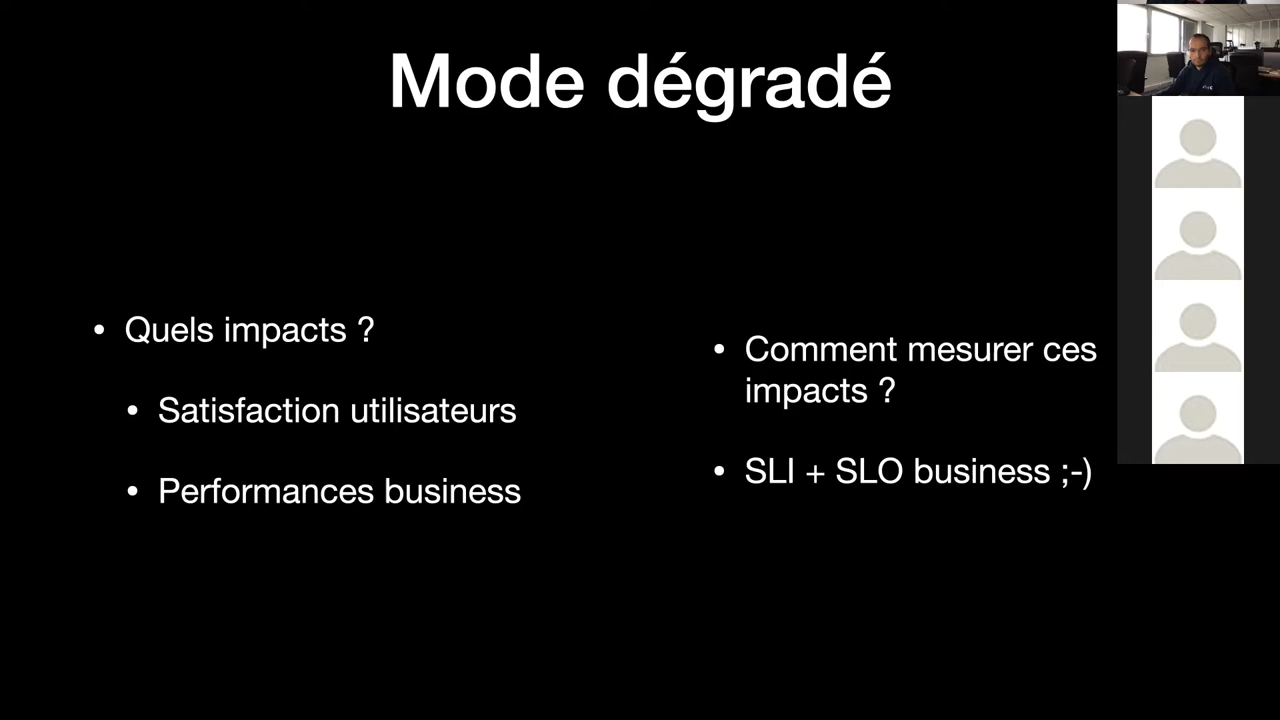 Mode dégradé
• Quels impacts ?
• Satisfaction utilisateurs
• Performances business
• Comment mesurer ces
impacts ?
• SLI + SLO business ;-)